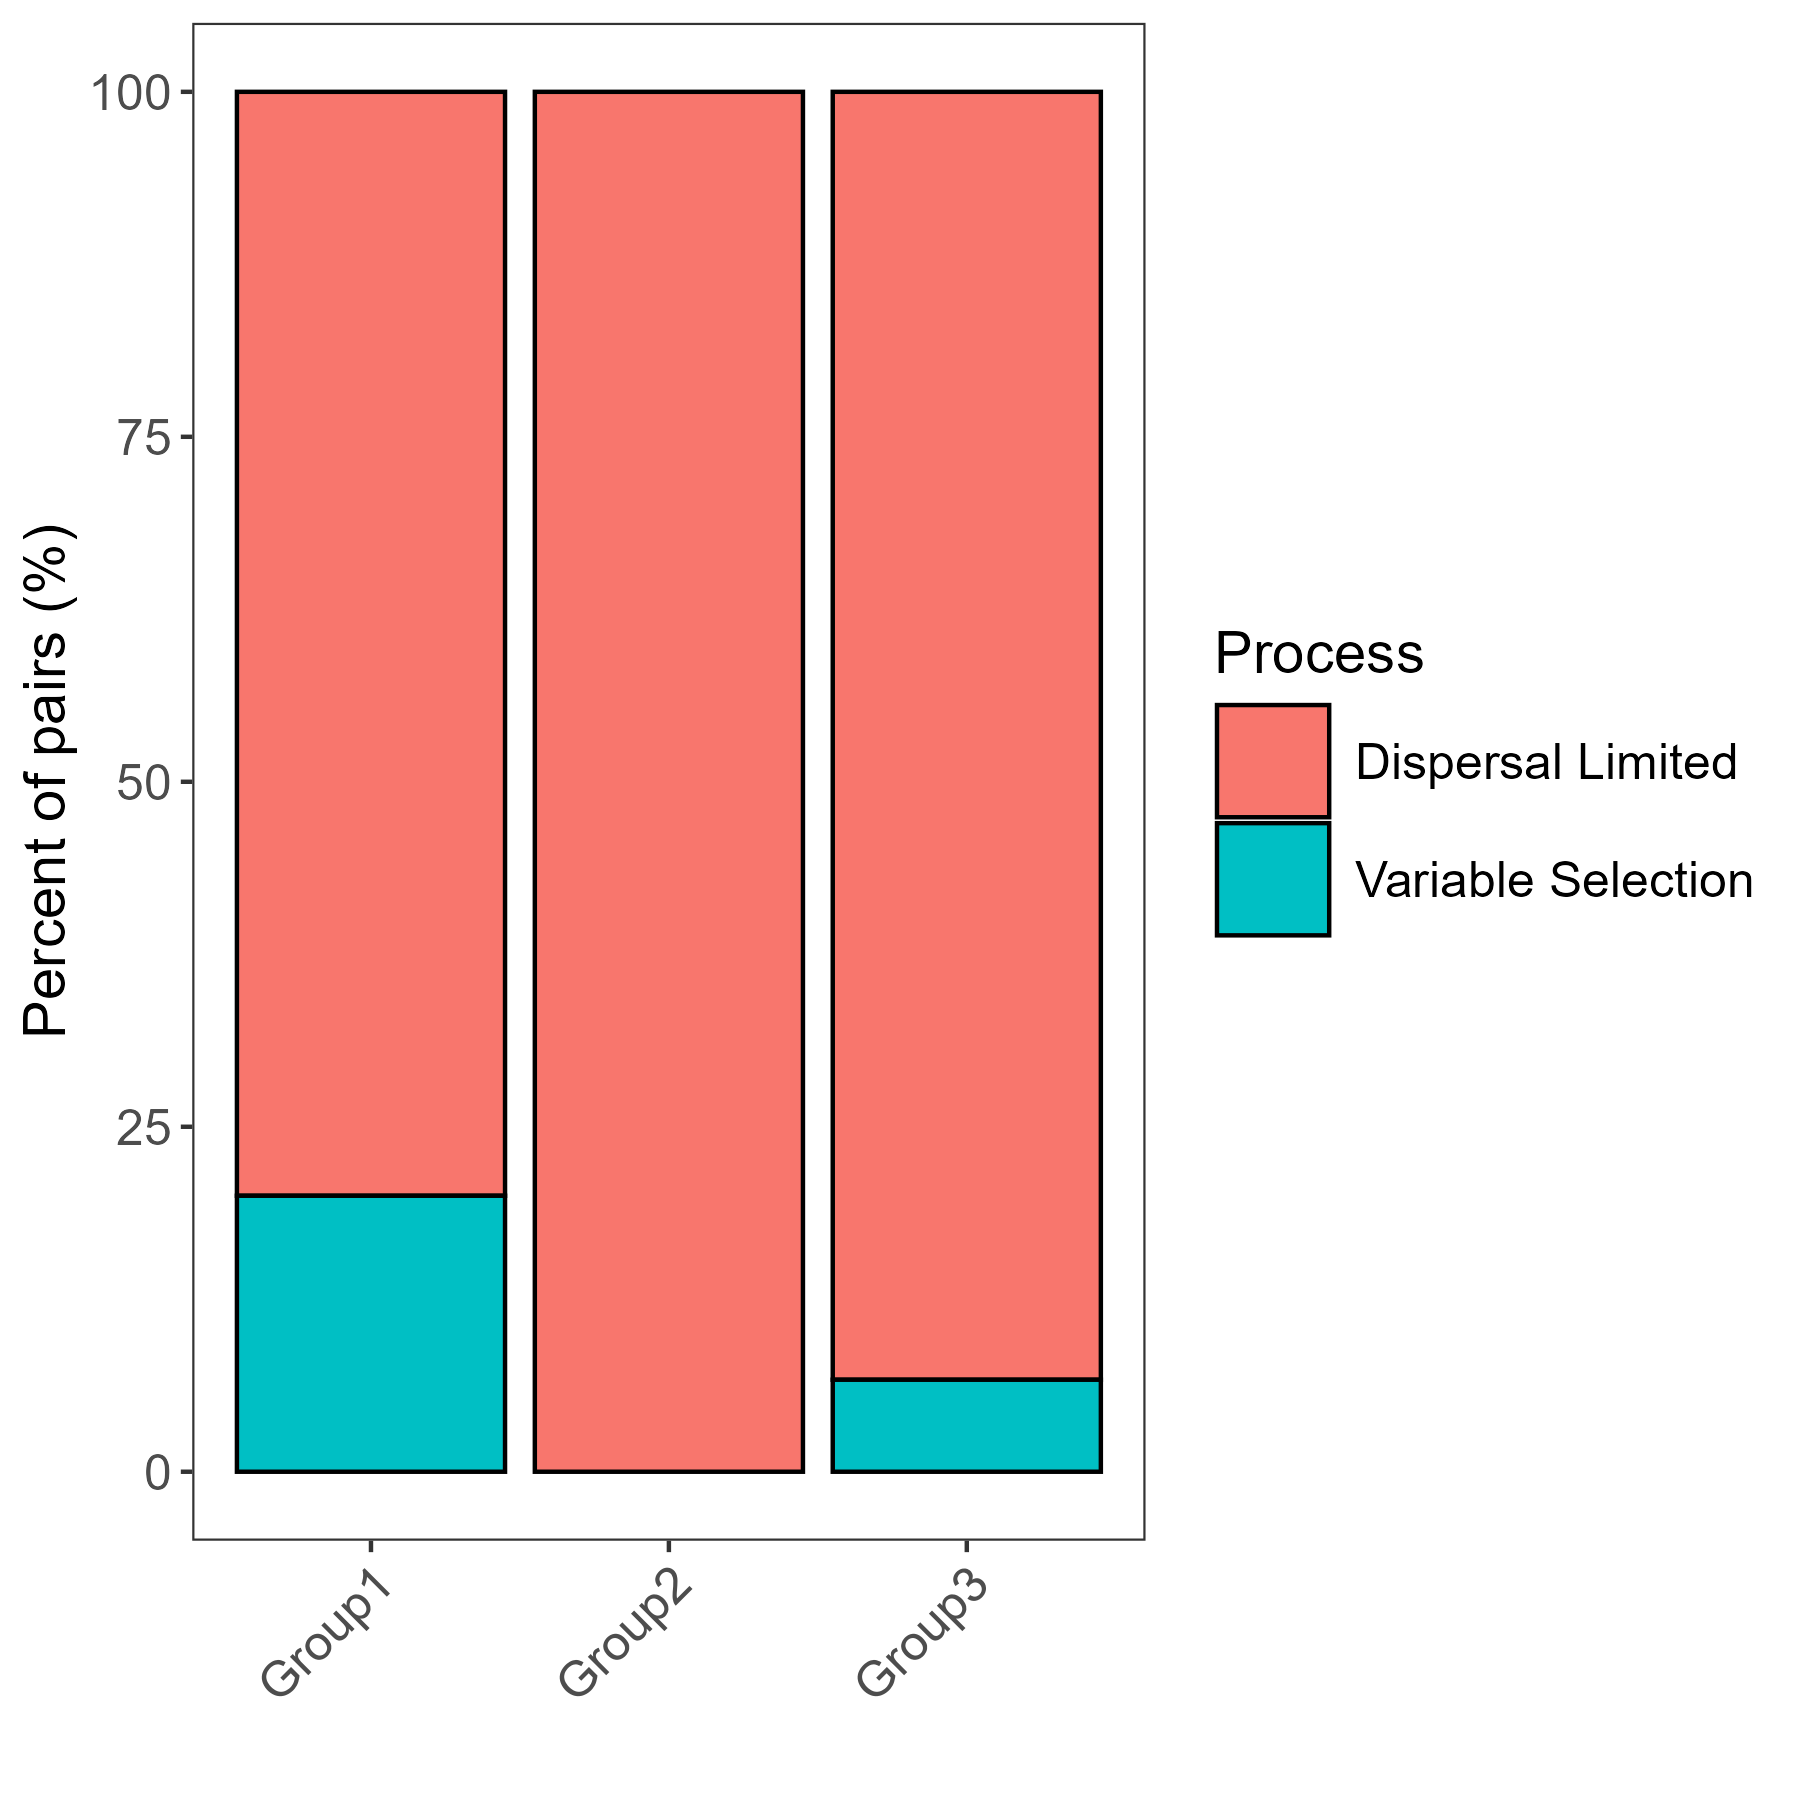 Percent of pairs (%)
100
75
50
25
0
Group1
Group2
Group3
Process
Dispersal Limited
Variable Selection